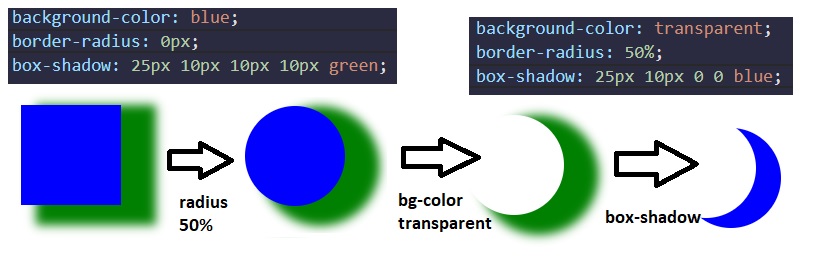 background-color: blue;
border-radius: 0px;
box-shadow: 25px 10px 10px 10px green;
background-color: transparent;
border-radius: 50%;
box-shadow: 25px 10px 0 0 blue;
radius
50%
bg-color
transparent
box-shadow